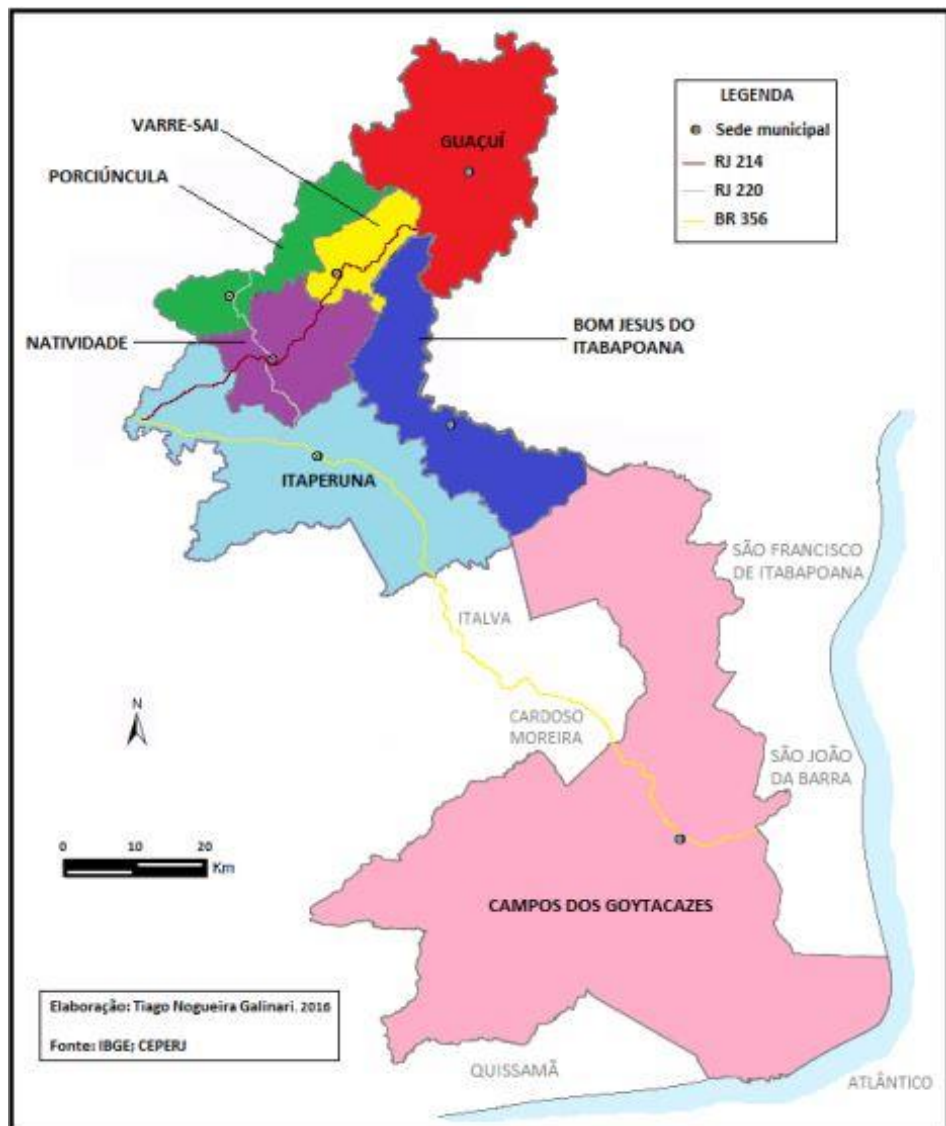 LEGENDA
Sede municipal
RJ 214
RJ 220
BR 356
VARRE-SAI
GUAÇUÍ
PORCIÚNCULA
NATIVIDADE
BOM JESUS DO
ITABAPOANA
ITAPERUNA
SÃO FRANCISCO
DE ITABAPOANA
ITALVA
N
CARDOSO
MOREIRA
SÃO JOÃO
DA BARRA
0 10 20
Km
CAMPOS DOS GOYTACAZES
Elaboração: Tiago Nogueira Galinari. 2016
Fonte: IBGE; CEPERJ
QUISSAMÃ
ATLÂNTICO